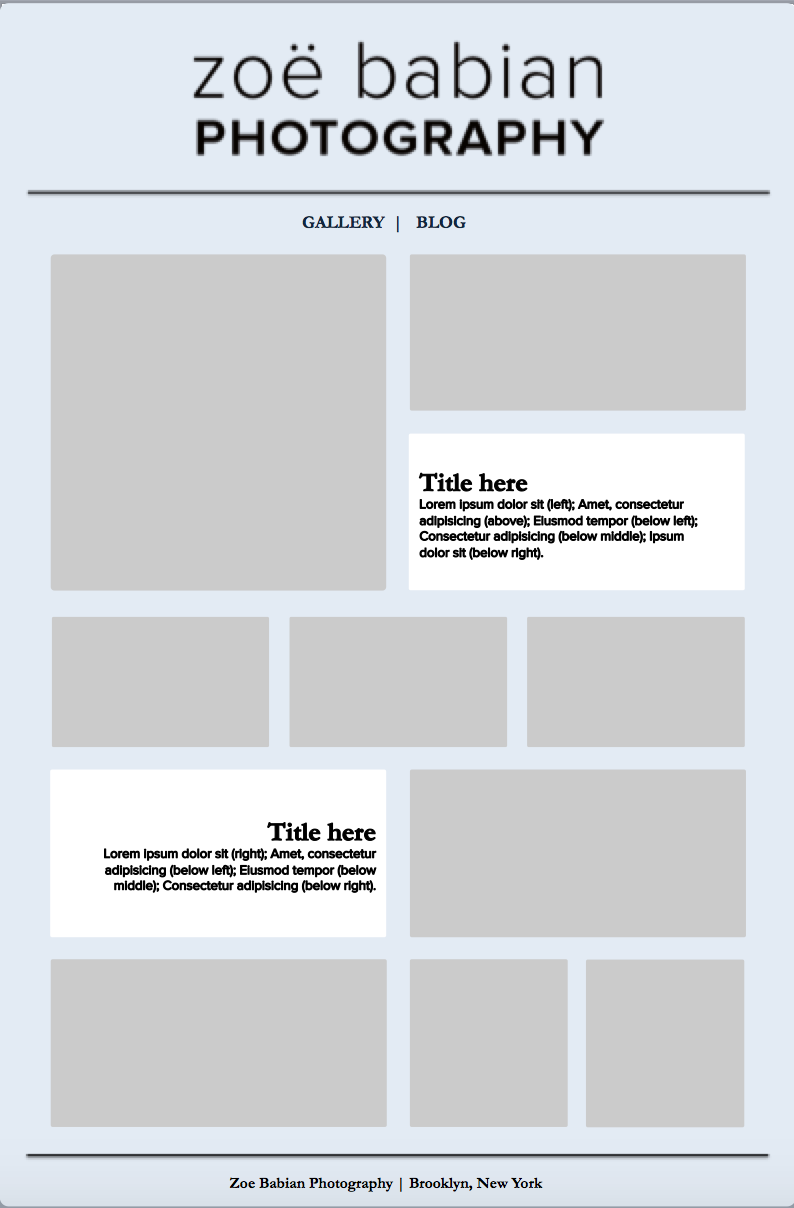 zoë babian
PHOTOGRAPHY
GALLERY | BLOG
Title here
Lorem ipsum dolor sit (left); Amet, consectetur
adipisicing (above); Eiusmod tempor (below left);
Consectetur adipisicing (below middle); Ipsum
dolor sit (below right).
Title here
Lorem ipsum dolor sit (right); Amet, consectetur
adipisicing (below left); Eiusmod tempor (below
middle); Consectetur adipisicing (below right).
Zoe Babian Photography | Brooklyn, New York